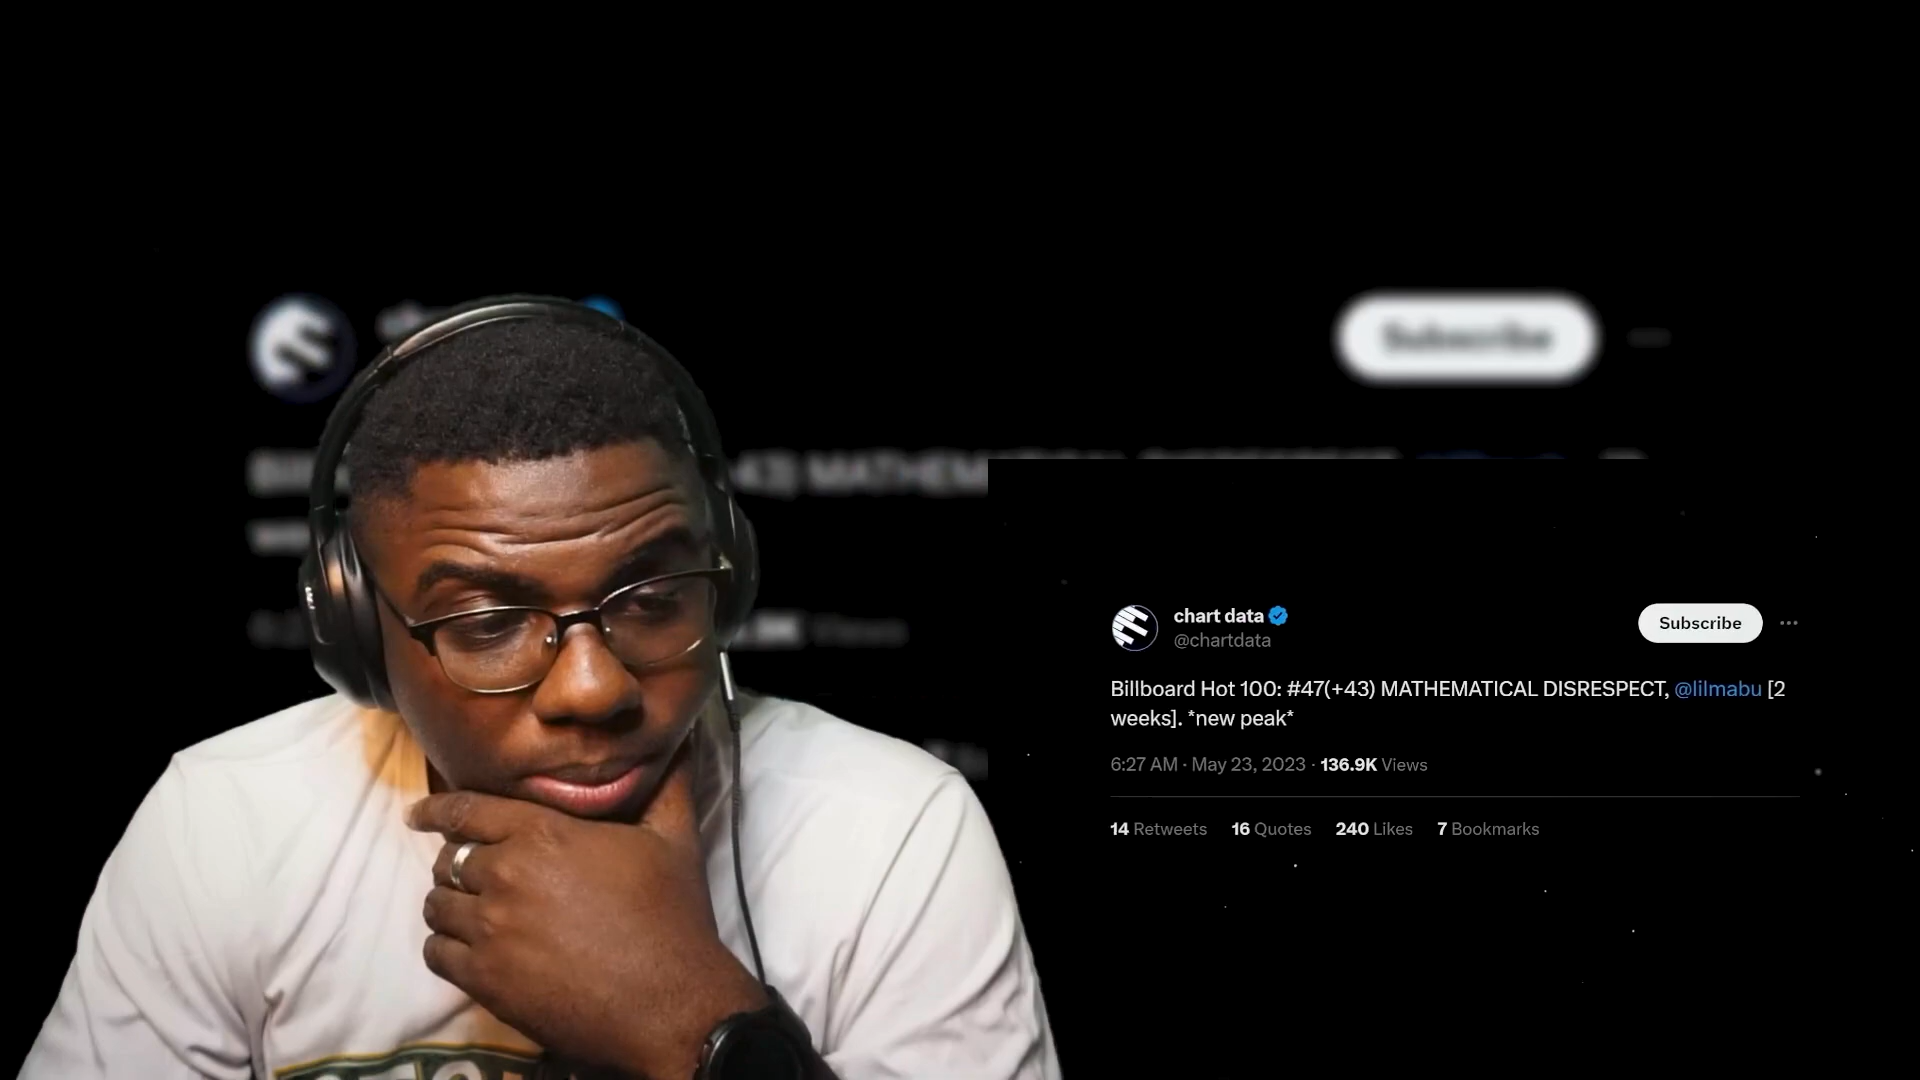 Subscribe
chart data
@chartdata
Subscribe
Billboard Hot 100: #47(+43) MATHEMATICAL DISRESPECT, @lilmabu [2
weeks]. *new peak*
6:27 AM · May 23, 2023 · 136.9K Views
14 Retweets 16 Quotes 240 Likes 7 Bookmarks